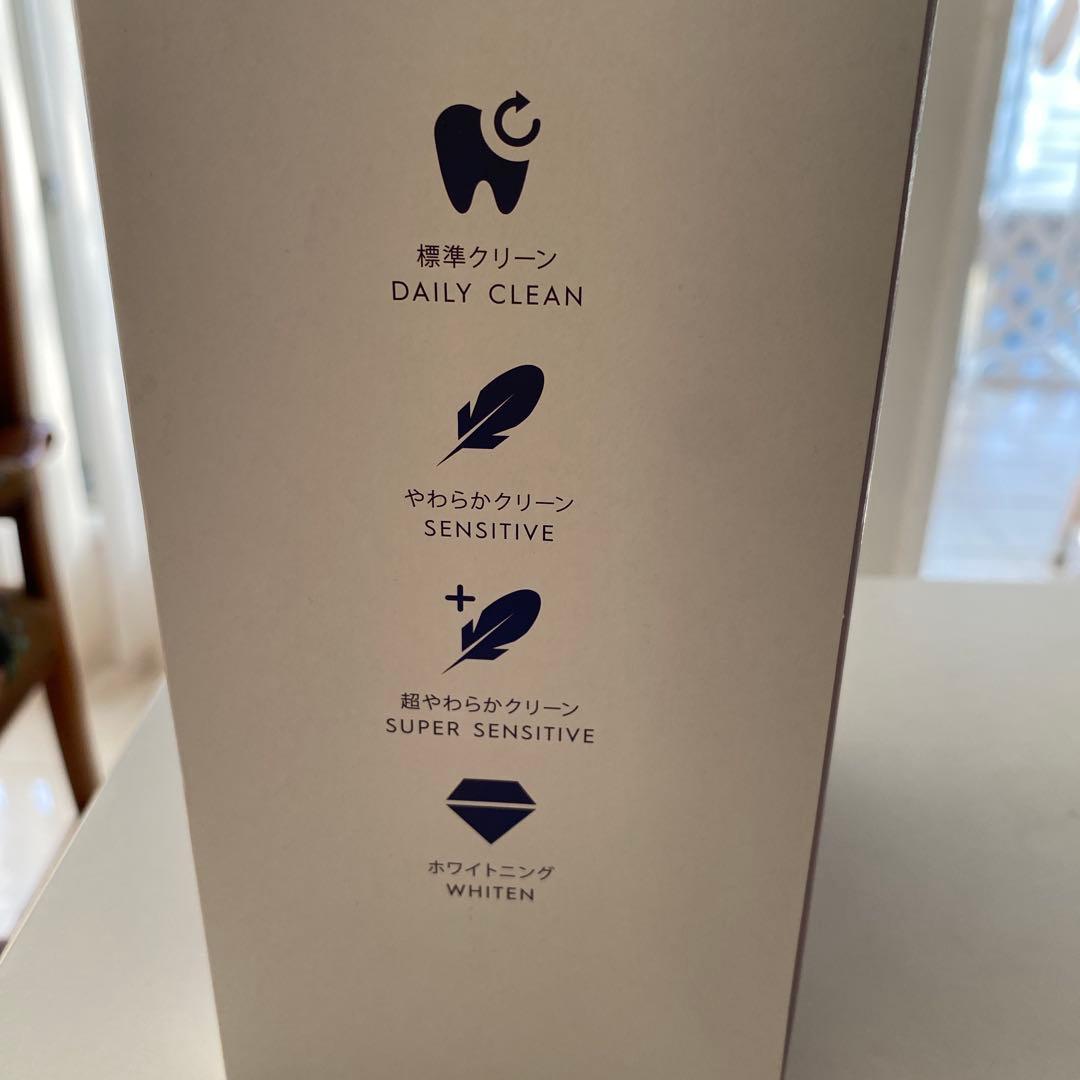 標準クリーン
DAILY CLEAN
やわらかクリーン
SENSITIVE
超やわらかクリーン
SUPER SENSITIVE
ホワイトニング
WHITEN